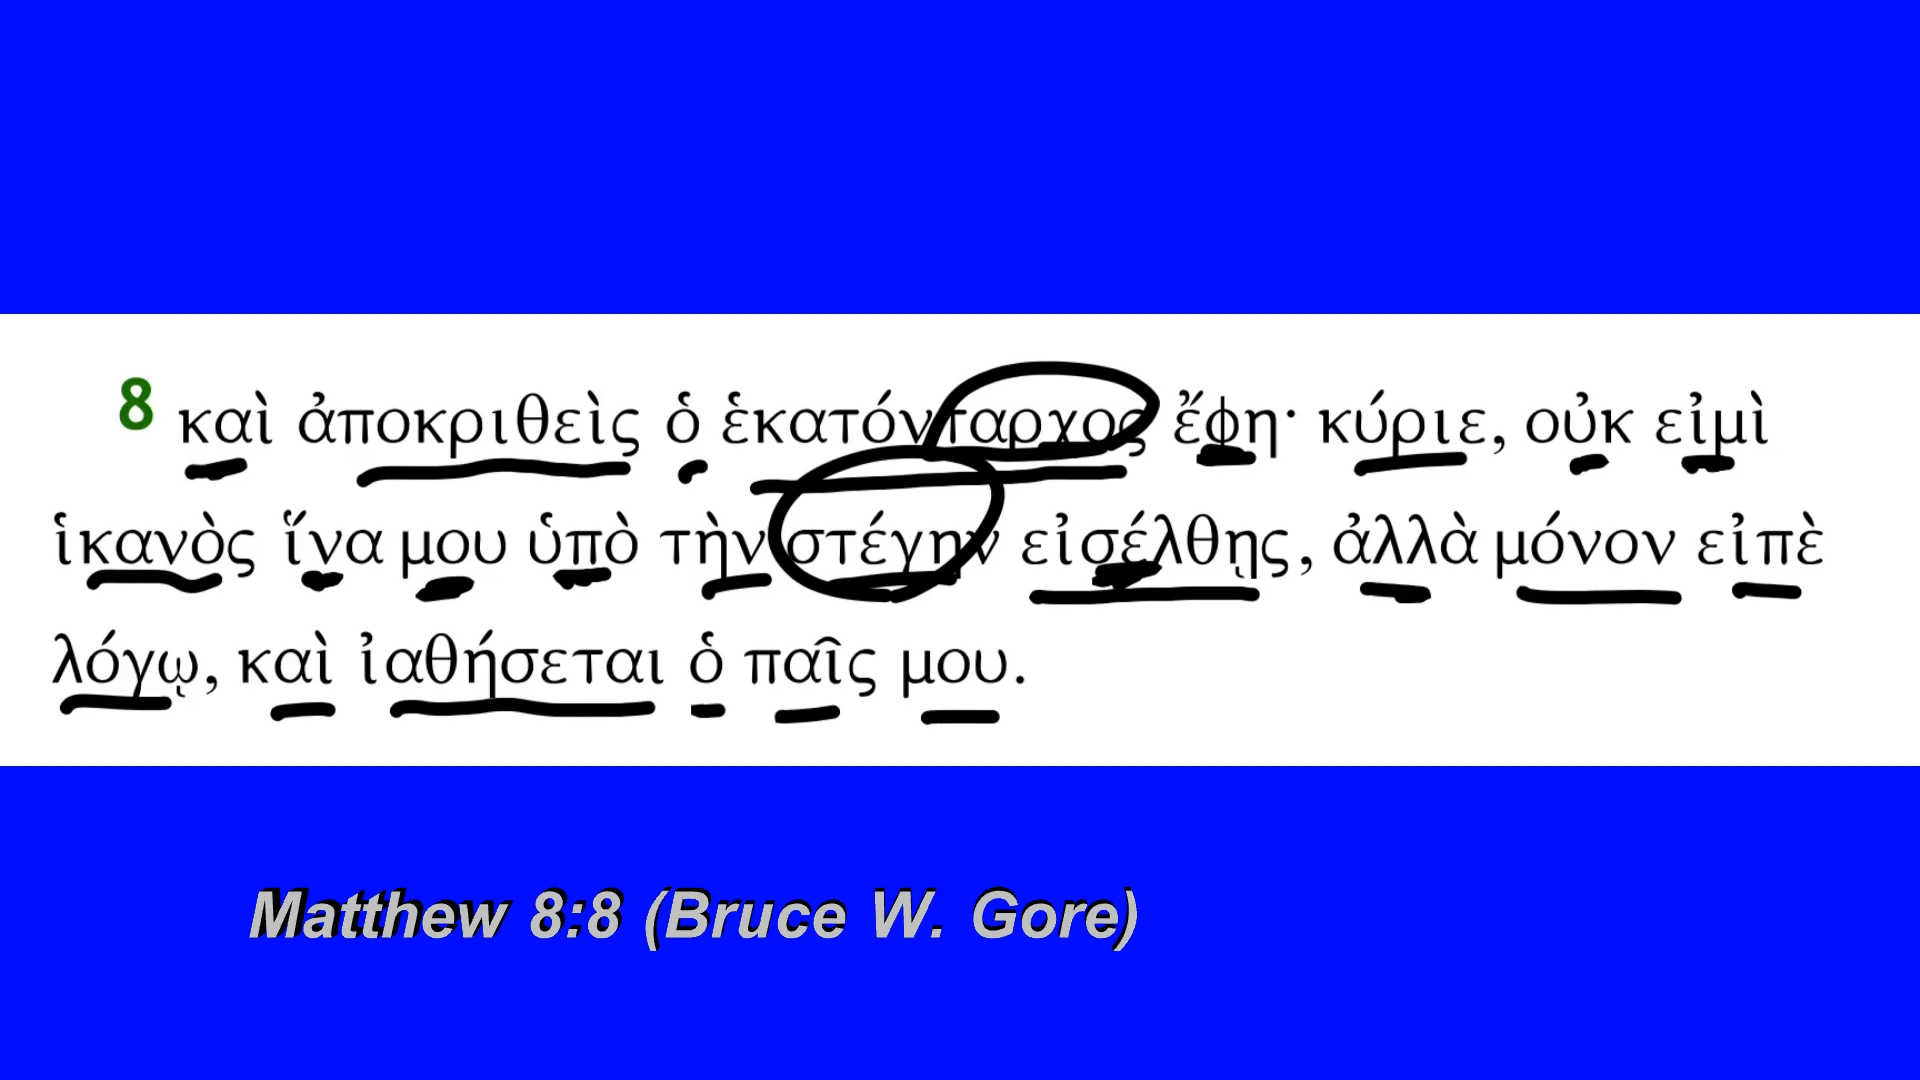 8 καὶ ἀποκριθεὶς ὁ ἑκατόνταρχος ἔφη· κύριε, οὐκ εἰμὶ
ἱκανὸς ἵνα μου ὑπὸ τὴν στέγην εἰσέλθῃς, ἀλλὰ μόνον εἰπὲ
λόγῳ, καὶ ἰαθήσεται ὁ παῖς μου.
Matthew 8:8 (Bruce W. Gore)